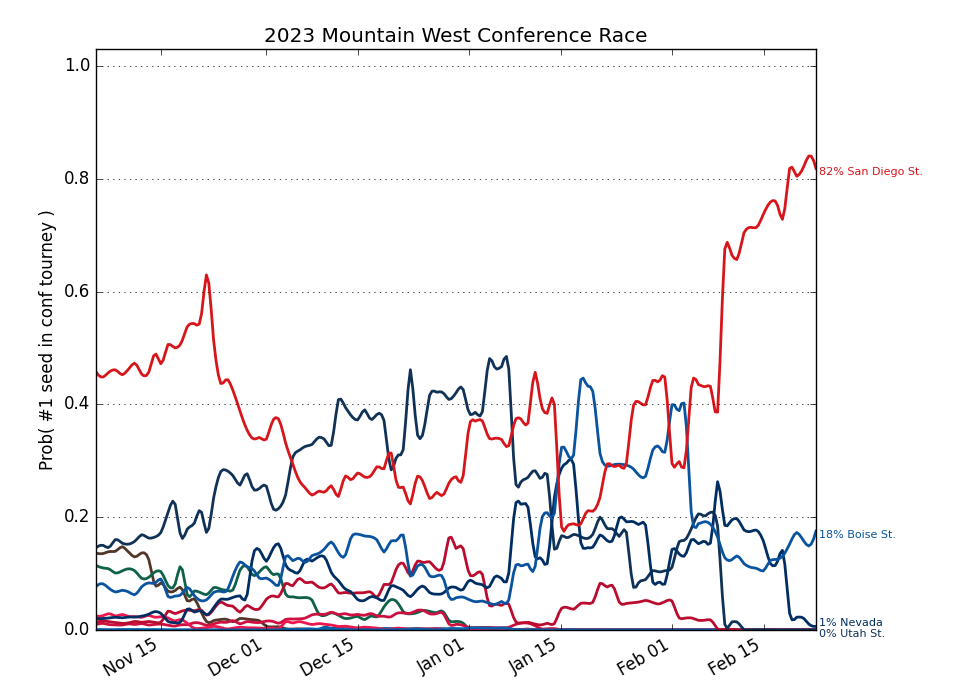 2023 Mountain West Conference Race
Prob( #1 seed in conf tourney )
1.0
0.8
0.6
0.4
0.2
0.0
82% San Diego St.
18% Boise St.
1% Nevada
0% Utah St.
Nov 15
Dec 01
Dec 15
Jan 01
Jan 15
Feb 01
Feb 15